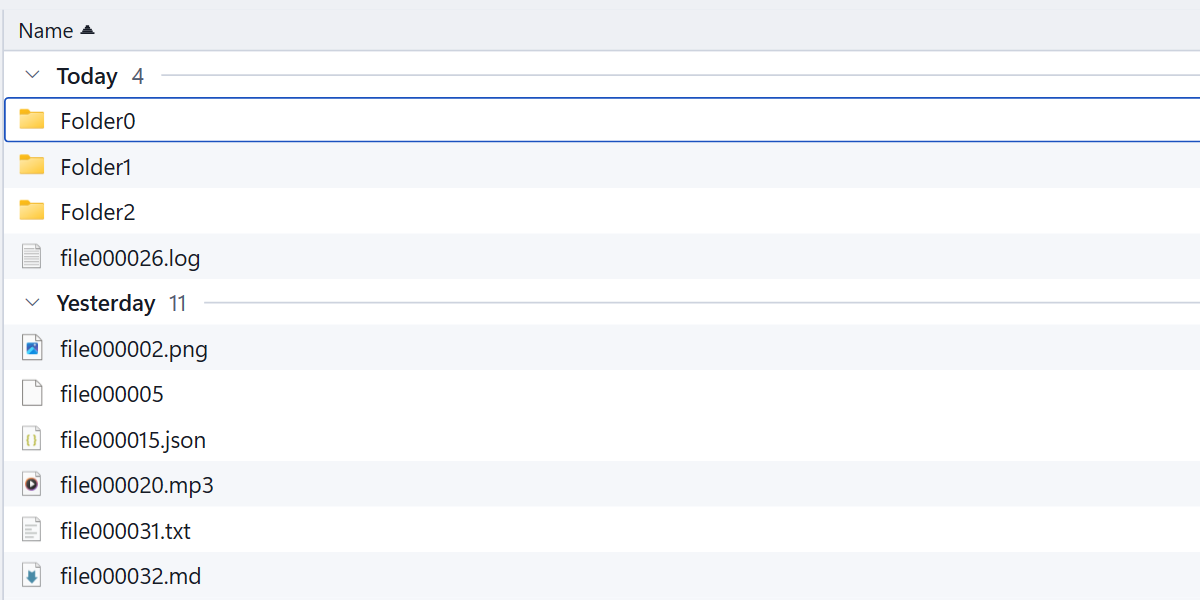 Name
Today 4
Folder0
Folder1
Folder2
file000026.log
Yesterday 11
file000002.png
file000005
file000015.json
file000020.mp3
file000031.txt
file000032.md